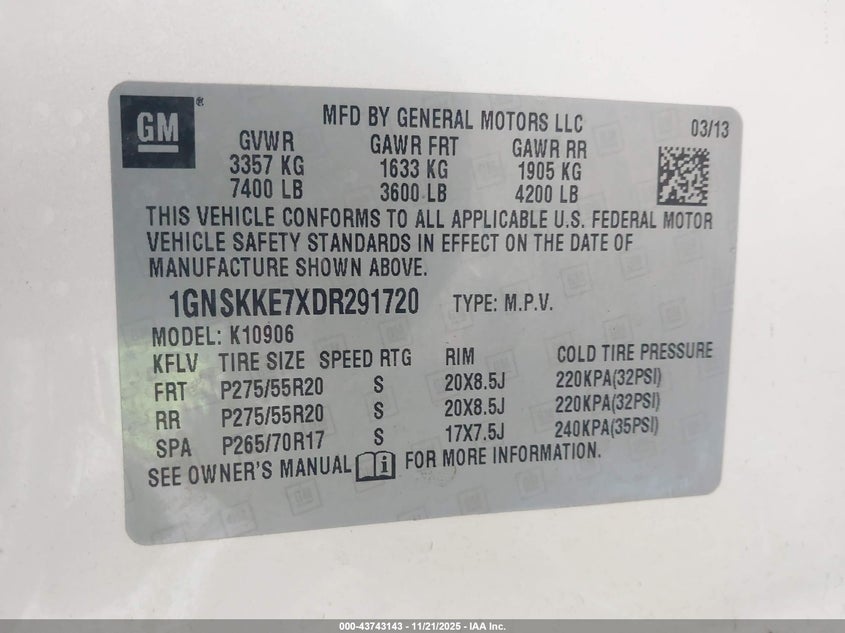 GM®
MFD BY GENERAL MOTORS LLC 03/13
GVWR GAWR FRT GAWR RR
3357 KG 1633 KG 1905 KG
7400 LB 3600 LB 4200 LB
THIS VEHICLE CONFORMS TO ALL APPLICABLE U.S. FEDERAL MOTOR
VEHICLE SAFETY STANDARDS IN EFFECT ON THE DATE OF
MANUFACTURE SHOWN ABOVE.
1GNSKKE7XDR291720 TYPE: M.P.V.
MODEL: K10906
KFLV TIRE SIZE SPEED RTG RIM COLD TIRE PRESSURE
FRT P275/55R20 S 20X8.5J 220KPA(32PSI)
RR P275/55R20 S 20X8.5J 220KPA(32PSI)
SPA P265/70R17 S 17X7.5J 240KPA(35PSI)
SEE OWNER'S MANUAL i FOR MORE INFORMATION.
000-43743143 - 11/21/2025 - IAA Inc.